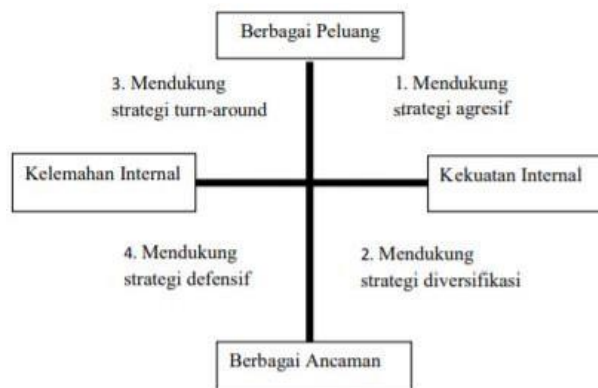 Berbagai Peluang
3. Mendukung
strategi turn-around
1. Mendukung
strategi agresif
Kelemahan Internal
Kekuatan Internal
4. Mendukung
strategi defensif
2. Mendukung
strategi diversifikasi
Berbagai Ancaman